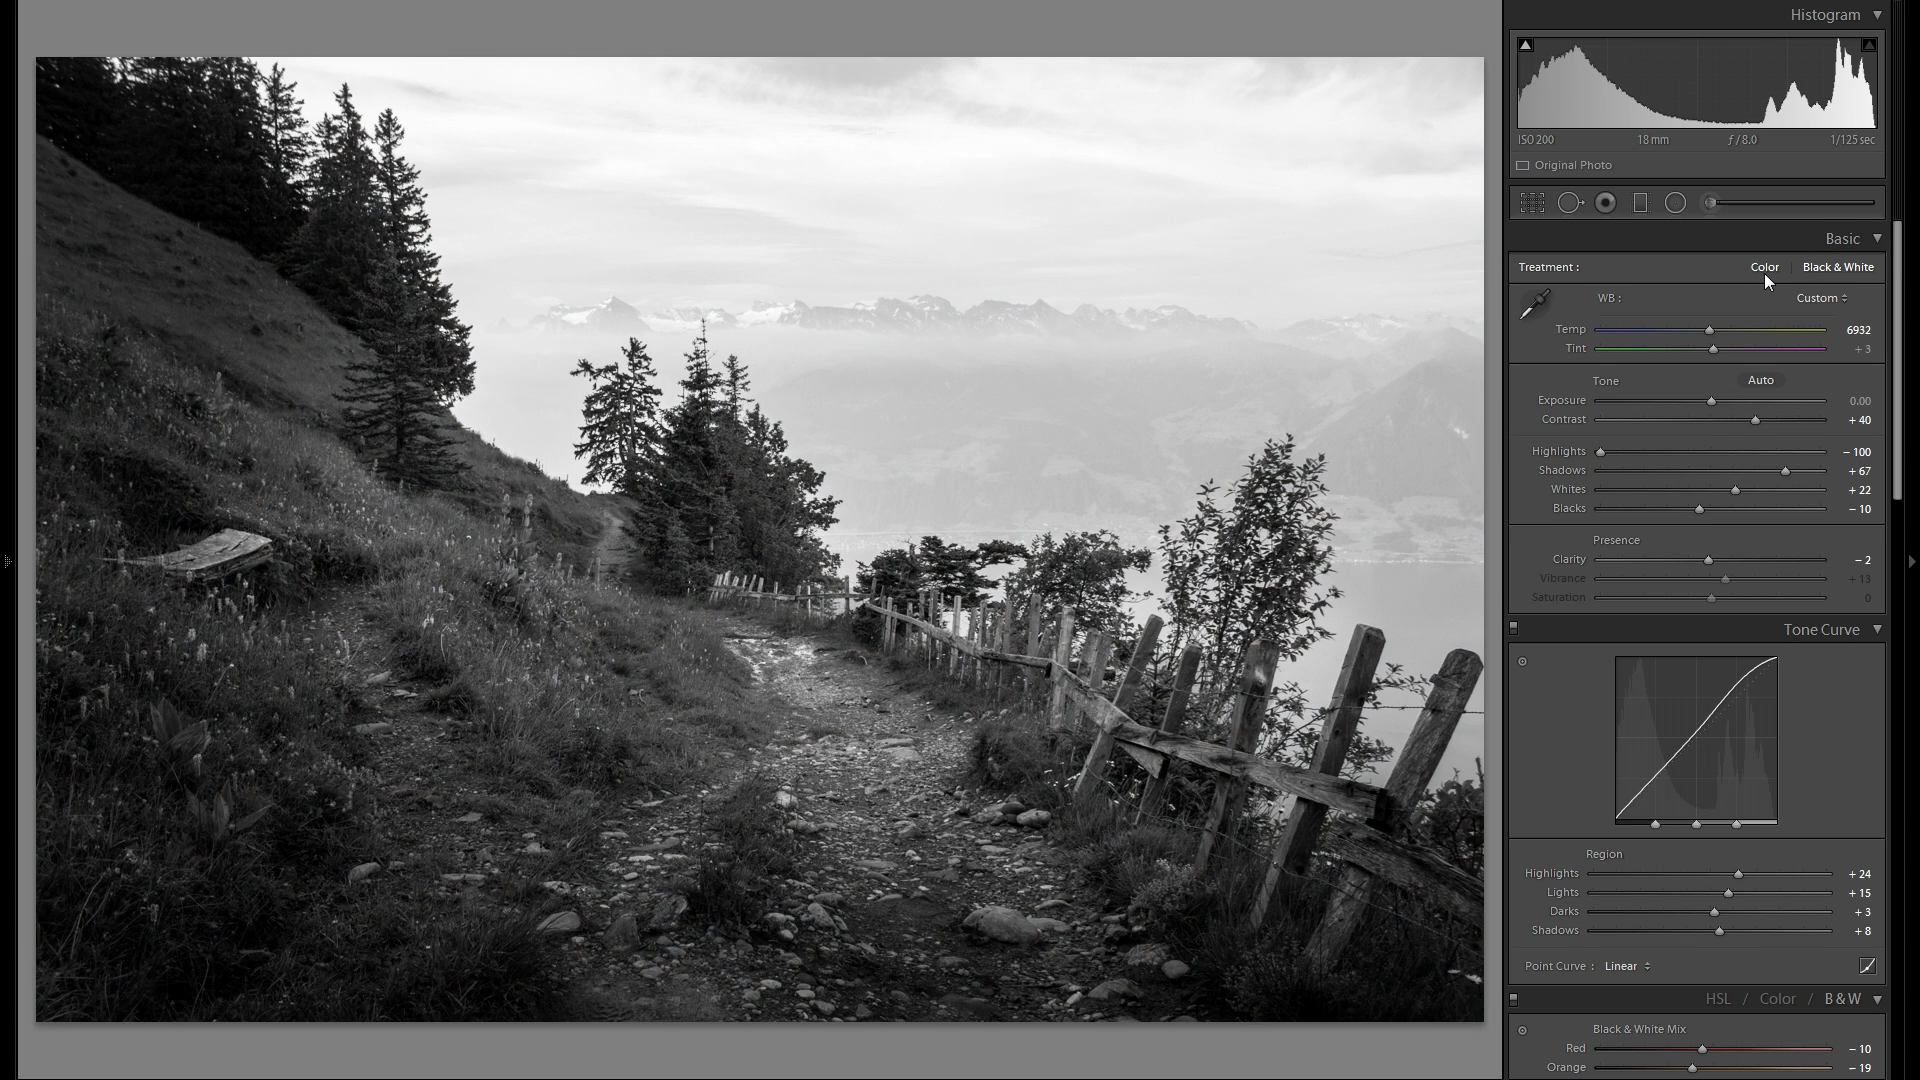 Histogram
ISO 200 18 mm ƒ / 8.0 1/125 sec
Original Photo
Basic
Treatment : Color Black & White
WB : Custom
Temp 6932
Tint + 3
Tone Auto
Exposure 0.00
Contrast + 40
Highlights − 100
Shadows + 67
Whites + 22
Blacks − 10
Presence
Clarity − 2
Vibrance + 13
Saturation 0
Tone Curve
Region
Highlights + 24
Lights + 15
Darks + 3
Shadows + 8
Point Curve : Linear
HSL / Color / B & W
Black & White Mix
Red − 10
Orange − 19